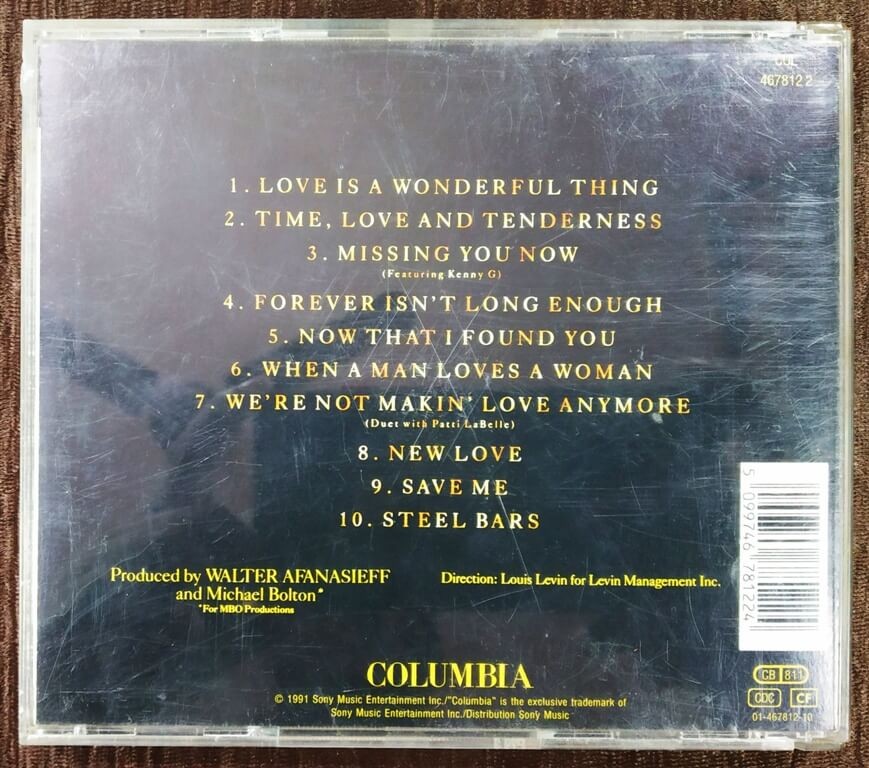 COL
467812 2
1. LOVE IS A WONDERFUL THING
2. TIME, LOVE AND TENDERNESS
3. MISSING YOU NOW
(Featuring Kenny G)
4. FOREVER ISN'T LONG ENOUGH
5. NOW THAT I FOUND YOU
6. WHEN A MAN LOVES A WOMAN
7. WE'RE NOT MAKIN' LOVE ANYMORE
(Duet with Patti LaBelle)
8. NEW LOVE
9. SAVE ME
10. STEEL BARS
5 099746 781224
Produced by WALTER AFANASIEFF
and Michael Bolton*
*For MBO Productions
Direction: Louis Levin for Levin Management Inc.
COLUMBIA
© 1991 Sony Music Entertainment Inc./"Columbia" is the exclusive trademark of
Sony Music Entertainment Inc./Distribution Sony Music
CB 811
CDC CF
01-467812-10